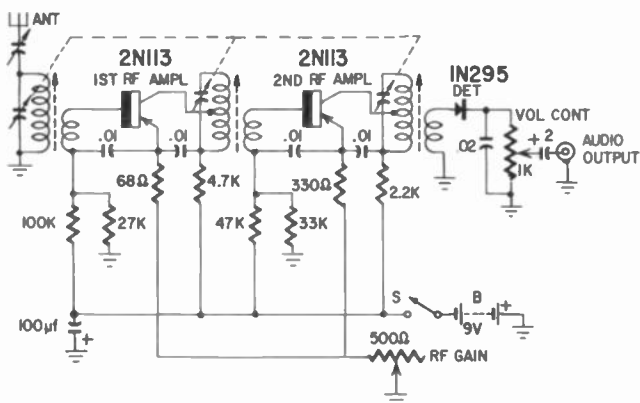 ANT
2N113
1ST RF AMPL
2N113
2ND RF AMPL
1N295
DET
VOL CONT
.01
.01
.01
.01
.02
1K
+ 2
AUDIO
OUTPUT
68Ω
4.7K
330Ω
2.2K
100K
27K
47K
33K
S
B
+
9V
100µf
+
500Ω
RF GAIN